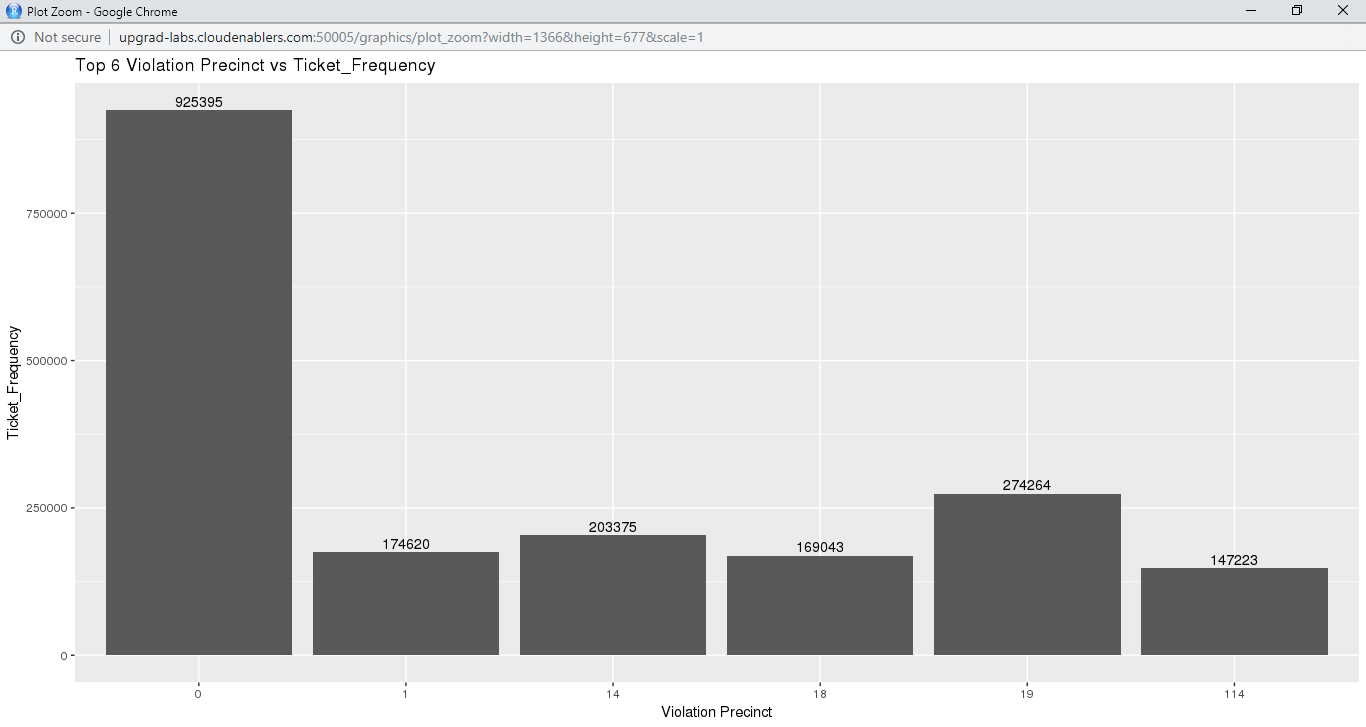 Plot Zoom - Google Chrome
Not secure | upgrad-labs.cloudenablers.com:50005/graphics/plot_zoom?width=1366&height=677&scale=1
Top 6 Violation Precinct vs Ticket_Frequency
925395
750000
500000
Ticket_Frequency
274264
250000
203375
174620
169043
147223
0
0 1 14 18 19 114
Violation Precinct